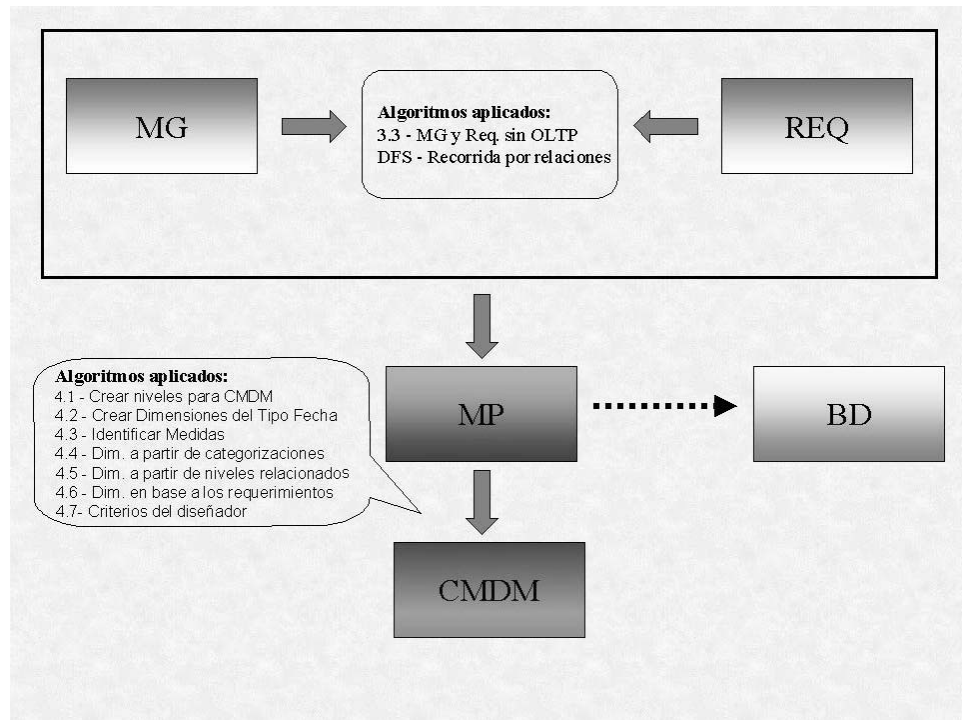 MG
Algoritmos aplicados:
3.3 - MG y Req. sin OLTP
DFS - Recorrida por relaciones
REQ
Algoritmos aplicados:
4.1 - Crear niveles para CMDM
4.2 - Crear Dimensiones del Tipo Fecha
4.3 - Identificar Medidas
4.4 - Dim. a partir de categorizaciones
4.5 - Dim. a partir de niveles relacionados
4.6 - Dim. en base a los requerimientos
4.7- Criterios del diseñador
MP
BD
CMDM